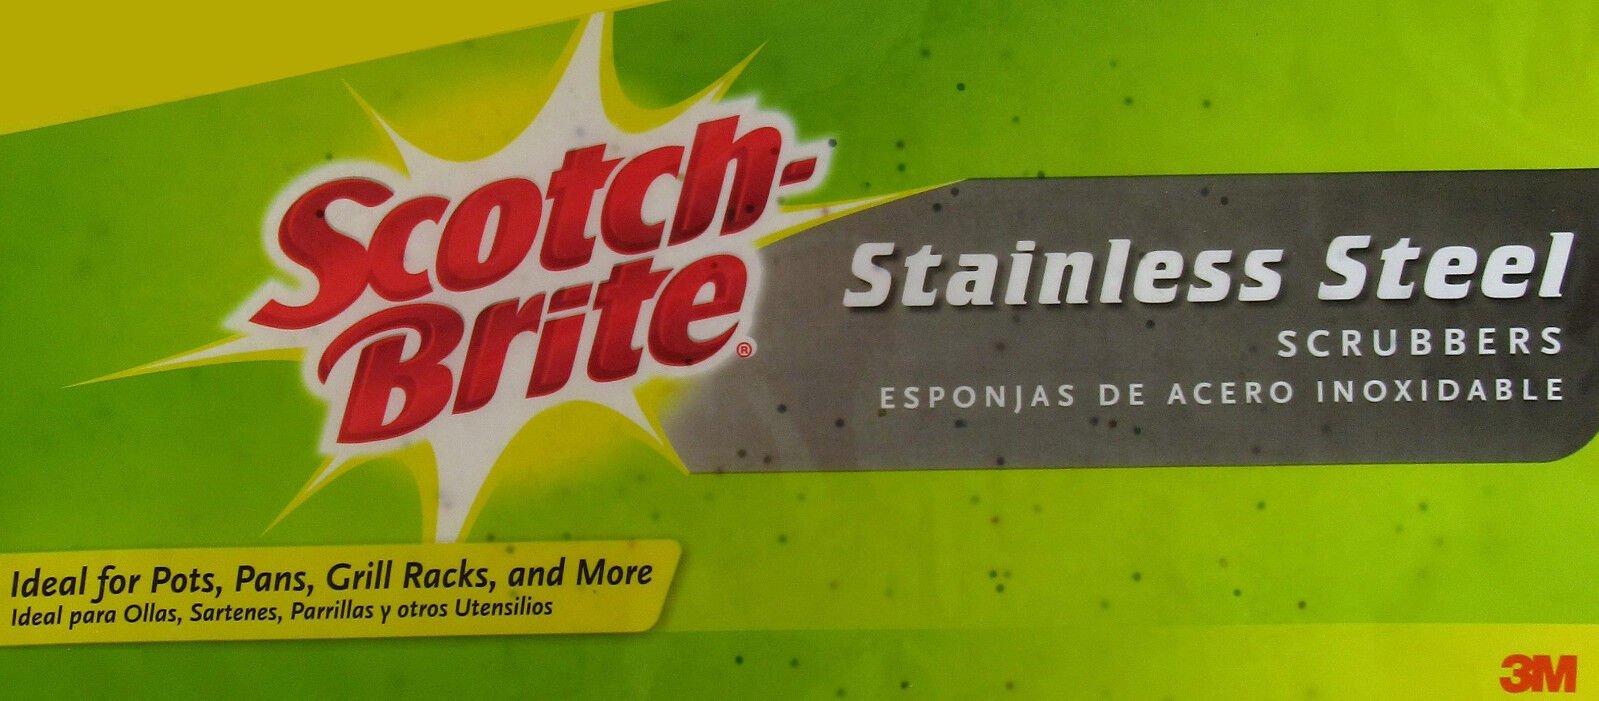 Scotch-
Brite®
Stainless Steel
SCRUBBERS
ESPONJAS DE ACERO INOXIDABLE
Ideal for Pots, Pans, Grill Racks, and More
Ideal para Ollas, Sartenes, Parrillas y otros Utensilios
3M